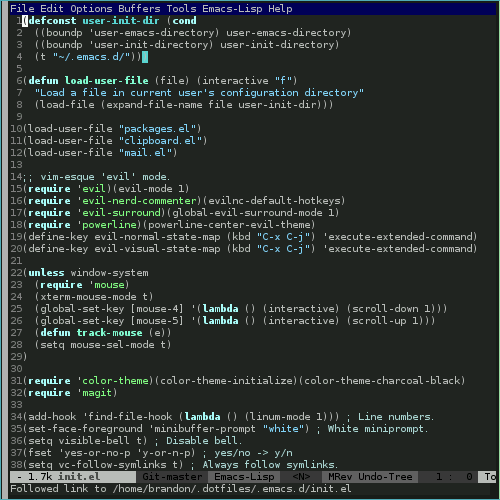 File Edit Options Buffers Tools Emacs-Lisp Help
1 (defconst user-init-dir (cond
2   ((boundp 'user-emacs-directory) user-emacs-directory)
3   ((boundp 'user-init-directory) user-init-directory)
4   (t "~/.emacs.d/")))
5
6 (defun load-user-file (file) (interactive "f")
7   "Load a file in current user's configuration directory"
8   (load-file (expand-file-name file user-init-dir)))
9
10 (load-user-file "packages.el")
11 (load-user-file "clipboard.el")
12 (load-user-file "mail.el")
13
14 ;; vim-esque 'evil' mode.
15 (require 'evil)(evil-mode 1)
16 (require 'evil-nerd-commenter)(evilnc-default-hotkeys)
17 (require 'evil-surround)(global-evil-surround-mode 1)
18 (require 'powerline)(powerline-center-evil-theme)
19 (define-key evil-normal-state-map (kbd "C-x C-j") 'execute-extended-command)
20 (define-key evil-visual-state-map (kbd "C-x C-j") 'execute-extended-command)
21
22 (unless window-system
23   (require 'mouse)
24   (xterm-mouse-mode t)
25   (global-set-key [mouse-4] '(lambda () (interactive) (scroll-down 1)))
26   (global-set-key [mouse-5] '(lambda () (interactive) (scroll-up 1)))
27   (defun track-mouse (e))
28   (setq mouse-sel-mode t)
29 )
30
31 (require 'color-theme)(color-theme-initialize)(color-theme-charcoal-black)
32 (require 'magit)
33
34 (add-hook 'find-file-hook (lambda () (linum-mode 1))) ; Line numbers.
35 (set-face-foreground 'minibuffer-prompt "white") ; White miniprompt.
36 (setq visible-bell t) ; Disable bell.
37 (fset 'yes-or-no-p 'y-or-n-p) ; yes/no -> y/n
38 (setq vc-follow-symlinks t) ; Always follow symlinks.
- 1.7k init.el Git-master Emacs-Lisp <N> MRev Undo-Tree 1 : 0 To
Followed link to /home/brandon/.dotfiles/.emacs.d/init.el